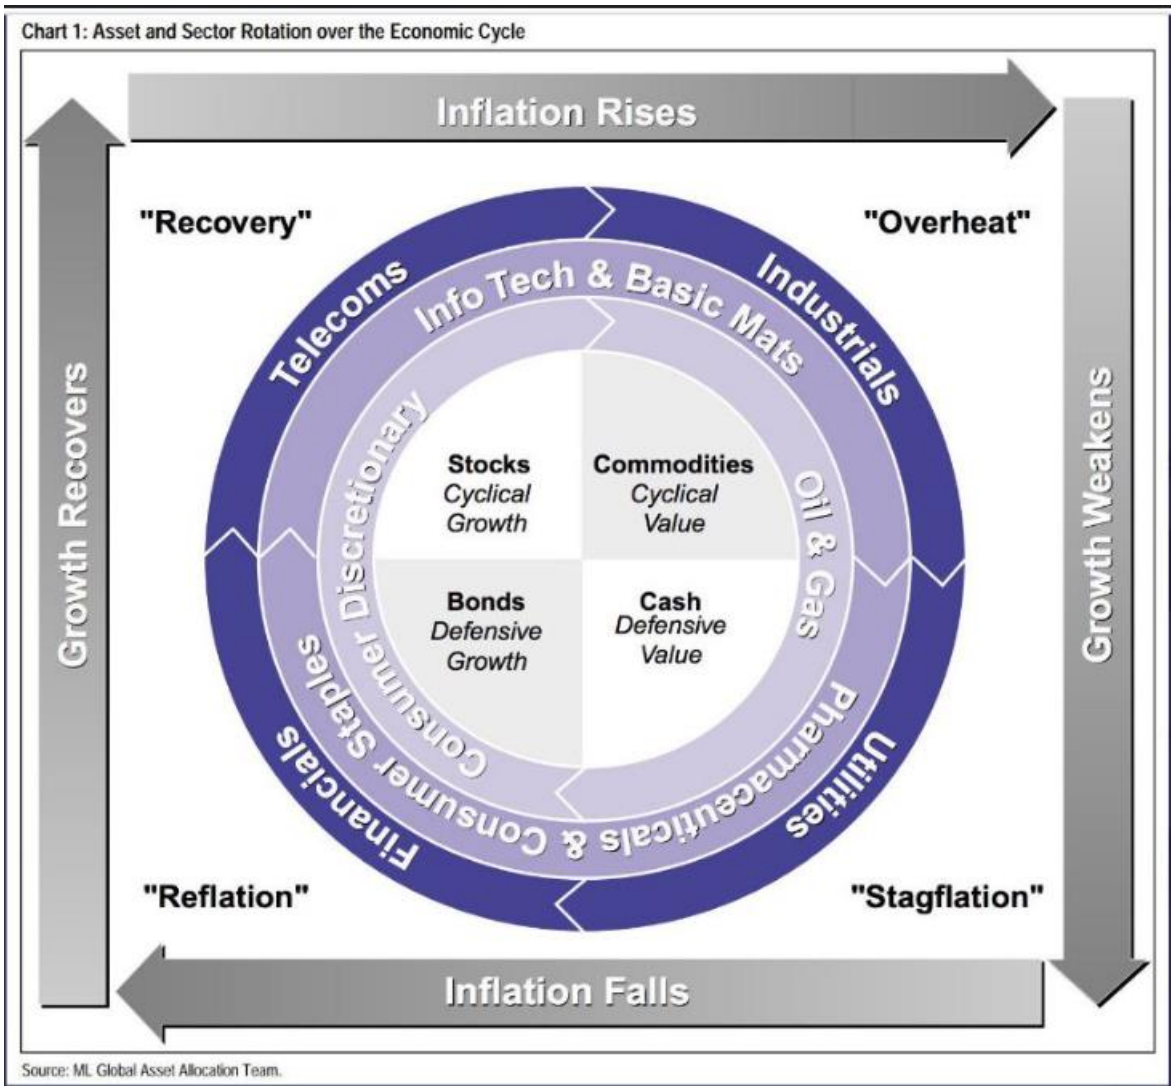 Chart 1: Asset and Sector Rotation over the Economic Cycle
Inflation Rises
"Recovery"
"Overheat"
Growth Recovers
Growth Weakens
Telecoms
Industrials
Info Tech & Basic Mats
Consumer Discretionary
Oil & Gas
Stocks
Cyclical
Growth
Commodities
Cyclical
Value
Bonds
Defensive
Growth
Cash
Defensive
Value
Financials
Utilities
Pharmaceuticals & Consumer Staples
"Reflation"
"Stagflation"
Inflation Falls
Source: ML Global Asset Allocation Team.